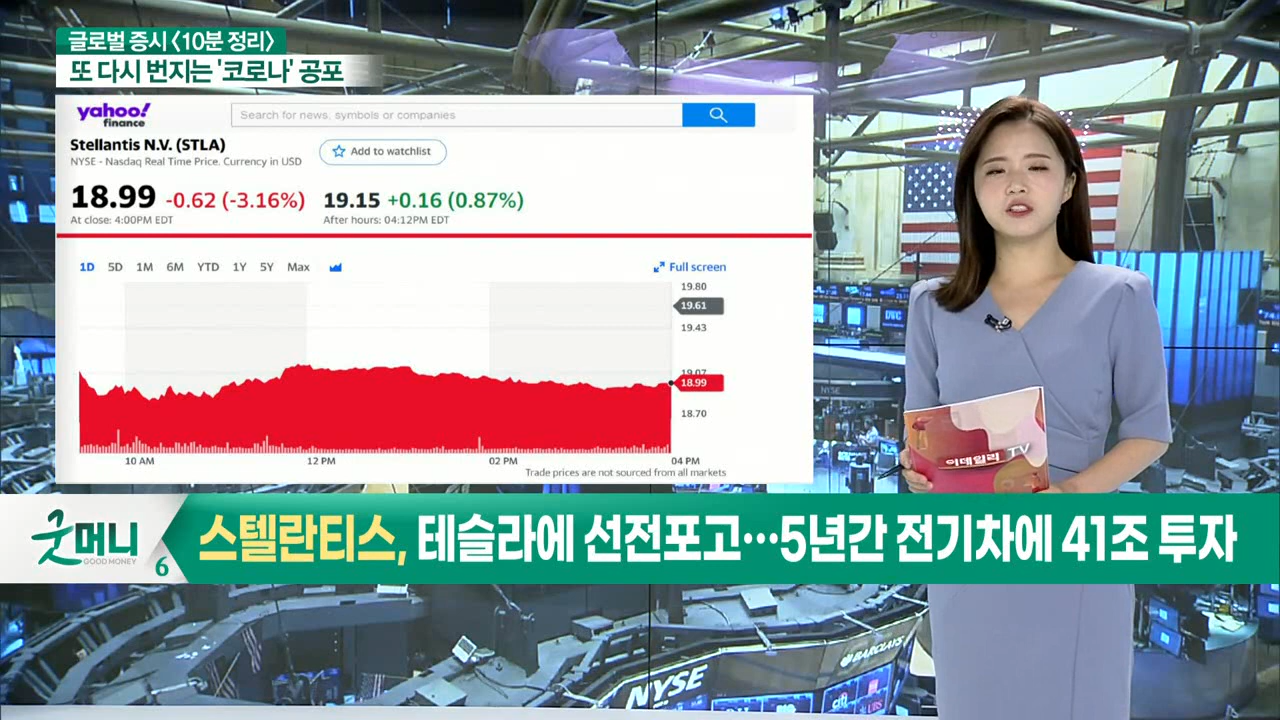 글로벌 증시 <10분 정리>
또 다시 번지는 '코로나' 공포
yahoo!
finance
Search for news, symbols or companies
Stellantis N.V. (STLA)
NYSE - Nasdaq Real Time Price. Currency in USD
Add to watchlist
18.99 -0.62 (-3.16%)
At close: 4:00PM EDT
19.15 +0.16 (0.87%)
After hours: 04:12PM EDT
1D 5D 1M 6M YTD 1Y 5Y Max
Full screen
19.80
19.61
19.43
19.07
18.99
18.70
10 AM 12 PM 02 PM 04 PM
Trade prices are not sourced from all markets
이데일리 TV
굿머니
GOOD MONEY
6
스텔란티스, 테슬라에 선전포고…5년간 전기차에 41조 투자
NYSE
BARCLAYS
citi
UBS